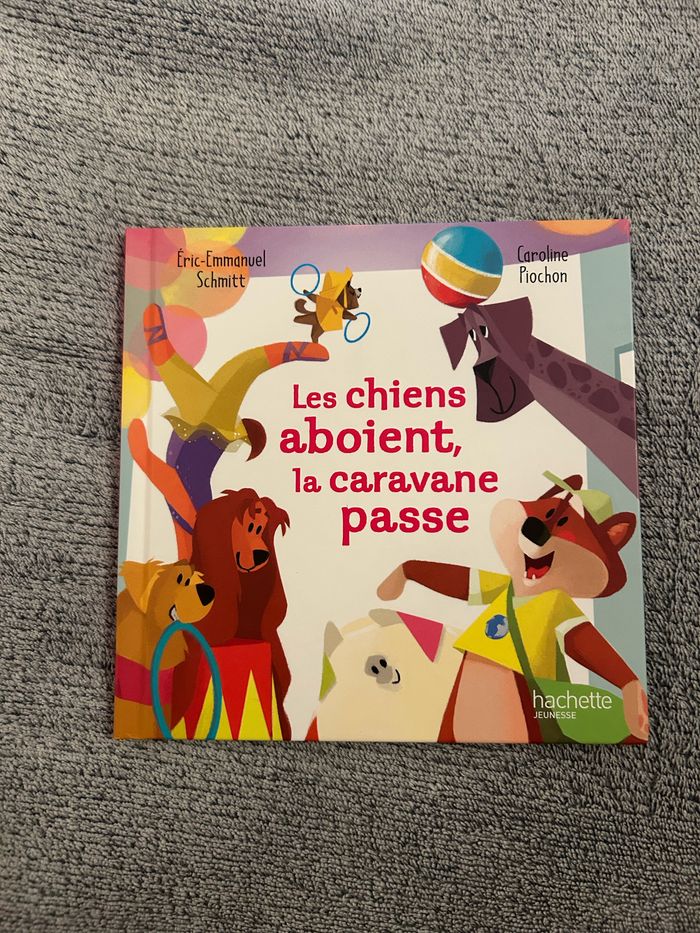 Éric-Emmanuel
Schmitt
Caroline
Piochon
Les chiens
aboient,
la caravane
passe
hachette
JEUNESSE